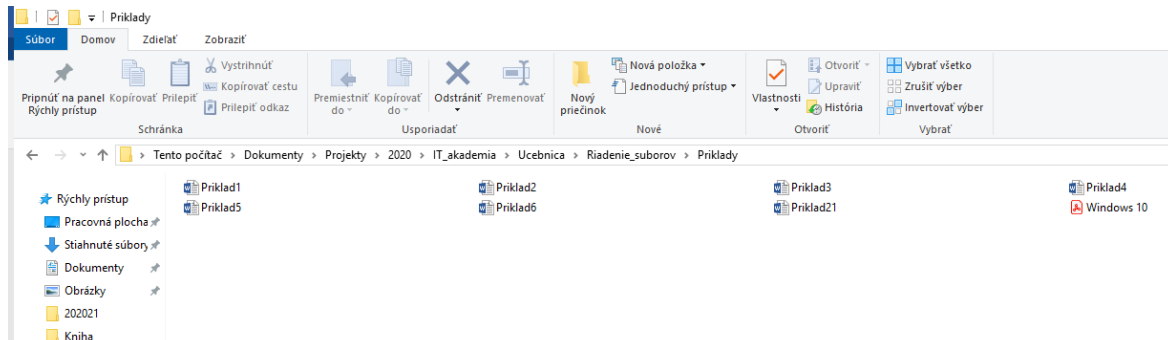 Priklady
Súbor Domov Zdieľať Zobraziť
Pripnúť na panel Rýchly prístup
Kopírovať
Prilepiť
Vystrihnúť
Kopírovať cestu
Prilepiť odkaz
Schránka
Premiestniť do
Kopírovať do
Odstrániť
Premenovať
Usporiadať
Nový priečinok
Nová položka
Jednoduchý prístup
Nové
Vlastnosti
Otvoriť
Upraviť
História
Otvoriť
Vybrať všetko
Zrušiť výber
Invertovať výber
Vybrať
Tento počítač > Dokumenty > Projekty > 2020 > IT_akademia > Ucebnica > Riadenie_suborov > Priklady
Rýchly prístup
Pracovná plocha
Stiahnuté súbory
Dokumenty
Obrázky
202021
Kniha
Priklad1 Priklad2 Priklad3 Priklad4
Priklad5 Priklad6 Priklad21 Windows 10